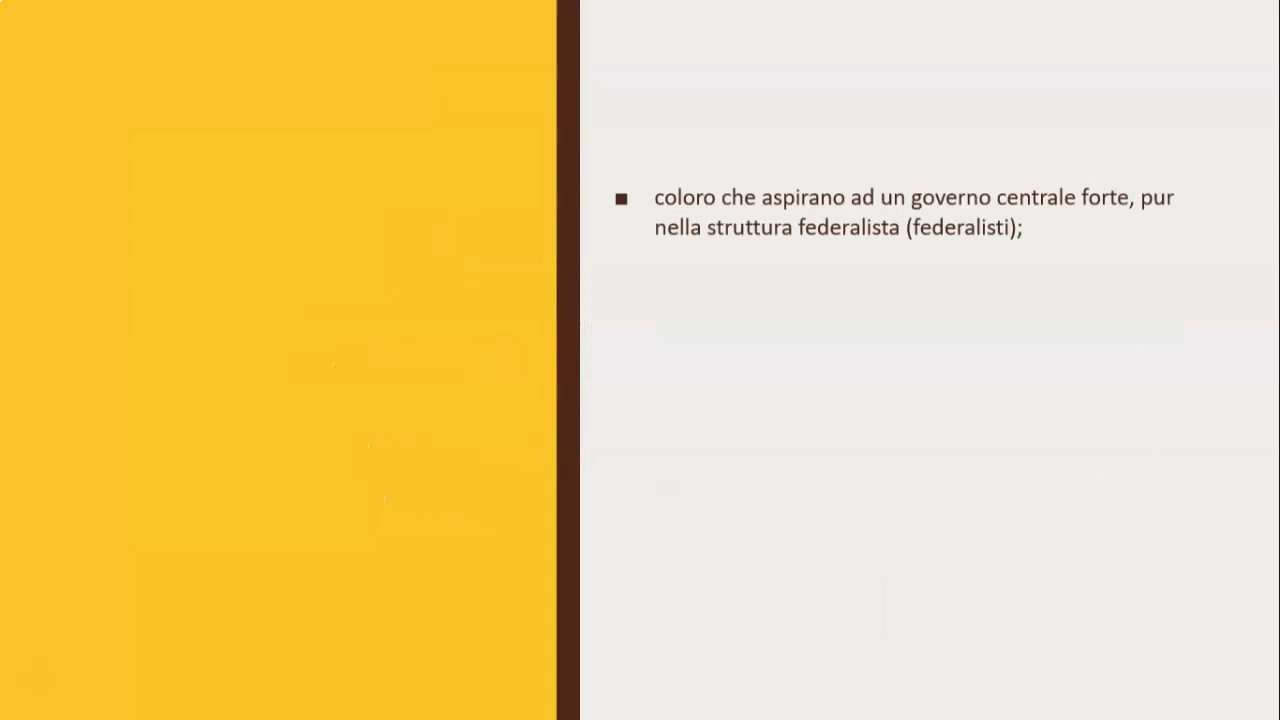 ▪ coloro che aspirano ad un governo centrale forte, pur
nella struttura federalista (federalisti);